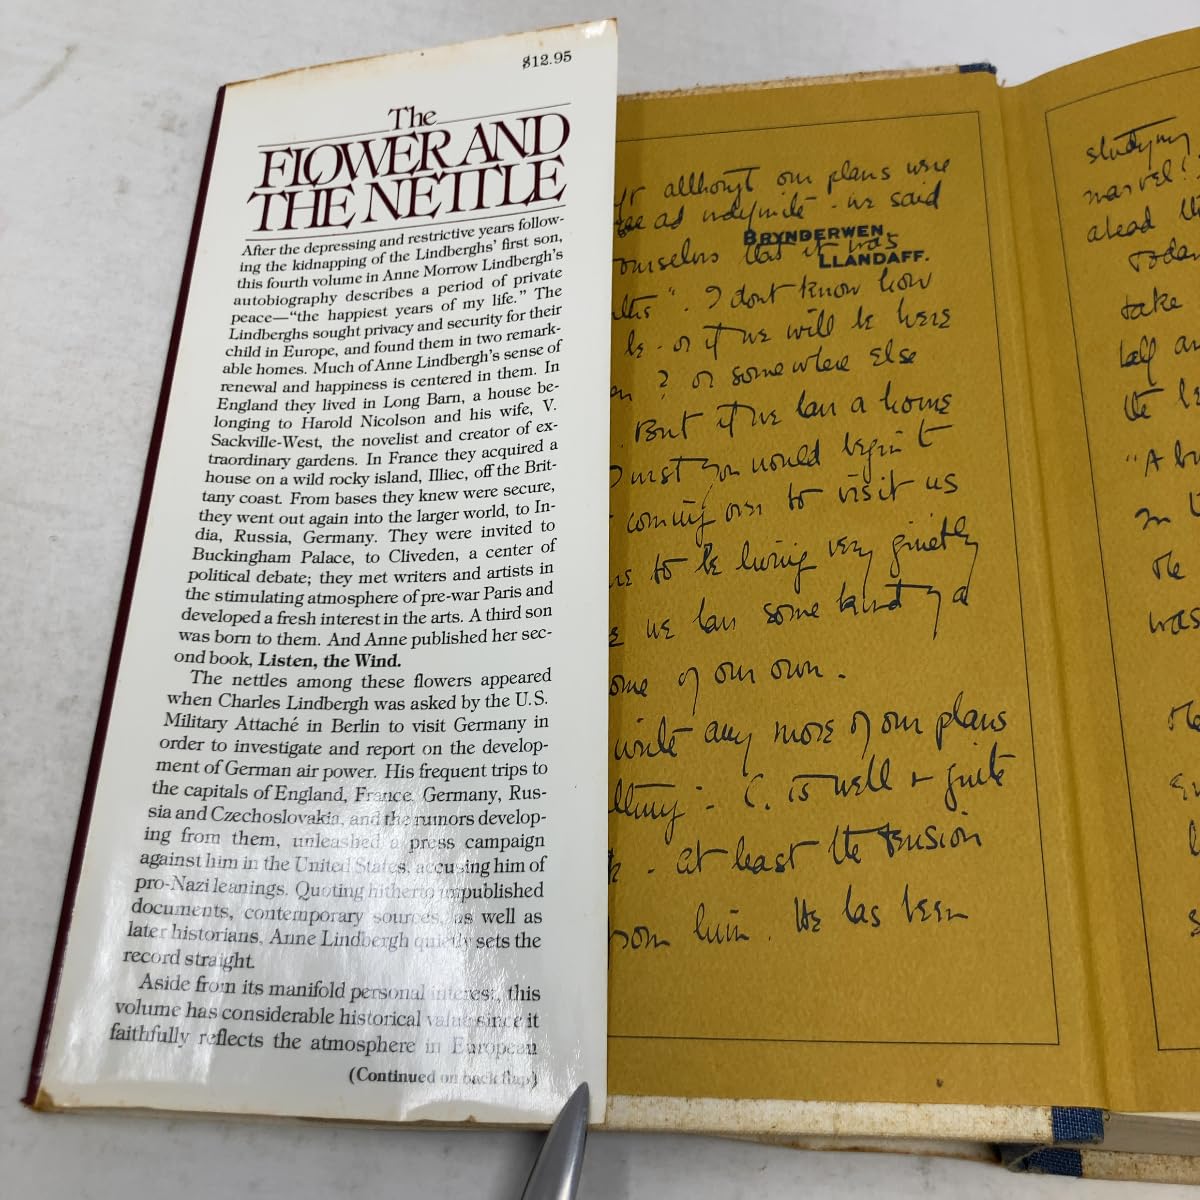 $12.95
The
FLOWER AND
THE NETTLE
After the depressing and restrictive years follow-
ing the kidnapping of the Lindberghs' first son,
this fourth volume in Anne Morrow Lindbergh's
autobiography describes a period of private
peace—“the happiest years of my life.” The
Lindberghs sought privacy and security for their
child in Europe, and found them in two remark-
able homes. Much of Anne Lindbergh's sense of
renewal and happiness is centered in them. In
England they lived in Long Barn, a house be-
longing to Harold Nicolson and his wife, V.
Sackville-West, the novelist and creator of ex-
traordinary gardens. In France they acquired a
house on a wild rocky island, Illiec, off the Brit-
tany coast. From bases they knew were secure,
they went out again into the larger world, to In-
dia, Russia, Germany. They were invited to
Buckingham Palace, to Cliveden, a center of
political debate; they met writers and artists in
the stimulating atmosphere of pre-war Paris and
developed a fresh interest in the arts. A third son
was born to them. And Anne published her sec-
ond book, Listen, the Wind.
The nettles among these flowers appeared
when Charles Lindbergh was asked by the U.S.
Military Attaché in Berlin to visit Germany in
order to investigate and report on the develop-
ment of German air power. His frequent trips to
the capitals of England, France, Germany, Rus-
sia and Czechoslovakia, and the rumors develop-
ing from them, unleashed a press campaign
against him in the United States, accusing him of
pro-Nazi leanings. Quoting hitherto unpublished
documents, contemporary sources, as well as
later historians, Anne Lindbergh quietly sets the
record straight.
Aside from its manifold personal interest, this
volume has considerable historical value since it
faithfully reflects the atmosphere in European
(Continued on back flap)
our plans were
as indefinite - we said
BRYNDERWEN,
LLANDAFF.
ourselves that it was
". I dont know how
be - or if we will be here
? or somewhere else
But if we have a home
you would begin to
coming over to visit us
to be living very quietly
we have some kind of a
home of our own.
write any more of our plans
C. is well + quite
- at least the tension
from him. He has been
studying
marvel!
ahead
Today
take
half an
the
"A
In
the
was